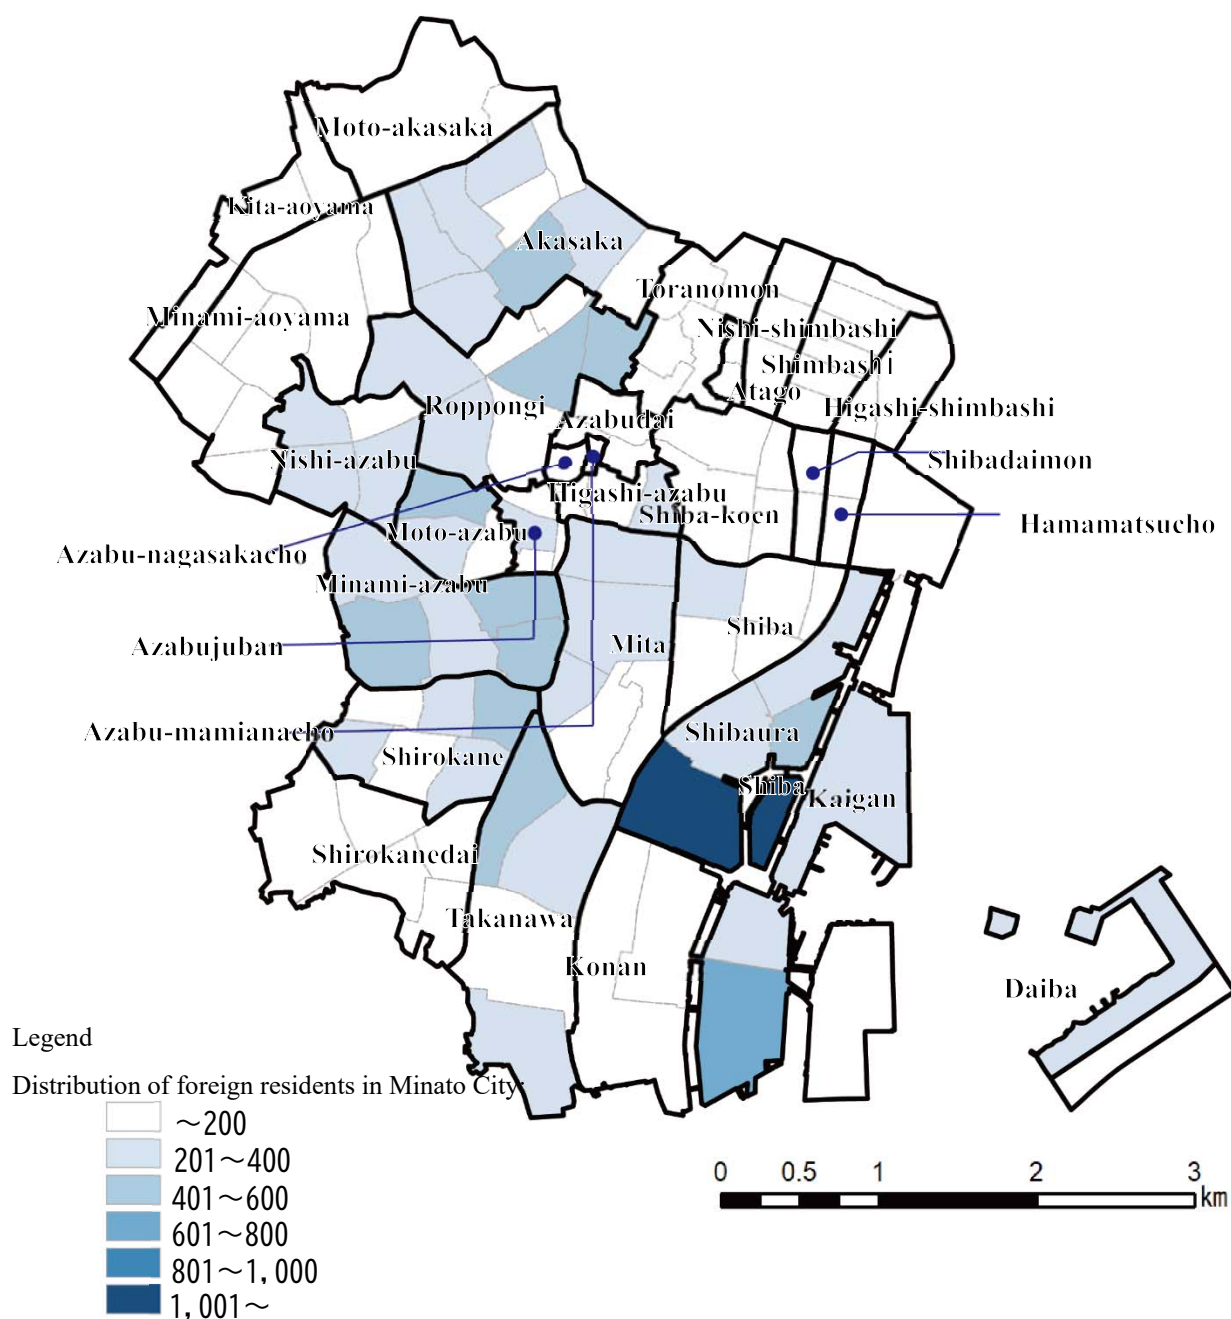 Moto-akasaka
Kita-aoyama
Akasaka
Toranomon
Minami-aoyama
Nishi-shimbashi
Shimbashi
Atago
Roppongi
Higashi-shimbashi
Azabudai
Nishi-azabu
Shibadaimon
Higashi-azabu
Shiba-koen
Hamamatsucho
Moto-azabu
Azabu-nagasakacho
Minami-azabu
Shiba
Mita
Azabujuban
Azabu-mamianacho
Shibaura
Shirokane
Shiba
Kaigan
Shirokanedai
Takanawa
Konan
Daiba
Legend
Distribution of foreign residents in Minato City:
～200
201～400
401～600
601～800
801～1,000
1,001～
0 0.5 1 2 3
km